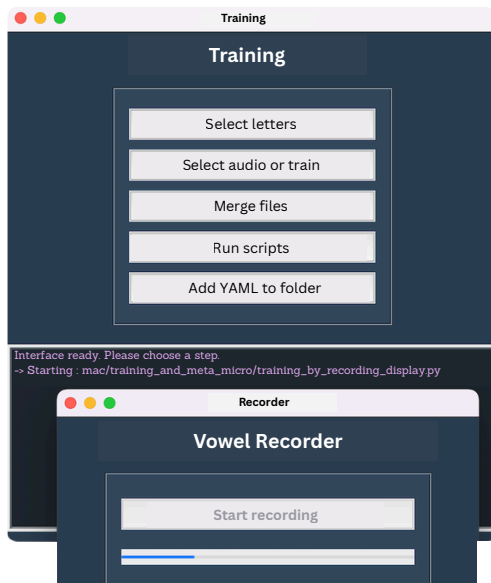 Training
Training
Select letters
Select audio or train
Merge files
Run scripts
Add YAML to folder
Interface ready. Please choose a step.
-> Starting : mac/training_and_meta_micro/training_by_recording_display.py
Recorder
Vowel Recorder
Start recording